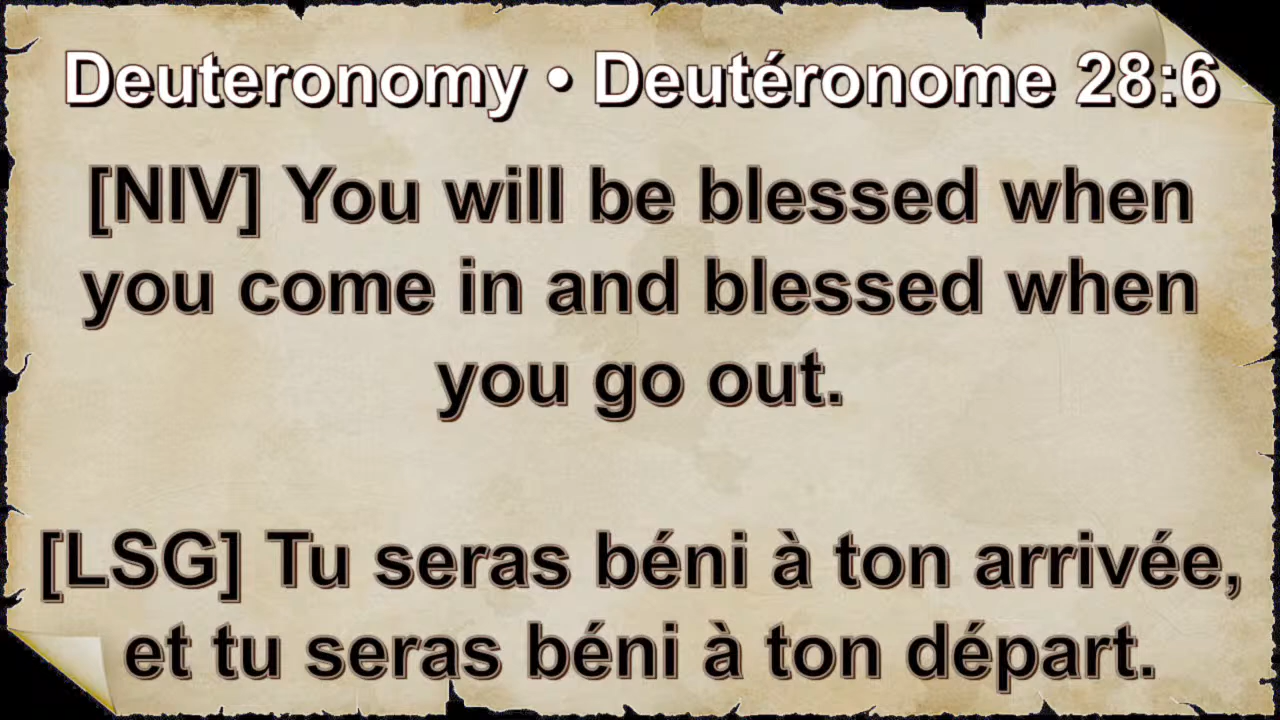 Deuteronomy • Deutéronome 28:6
[NIV] You will be blessed when
you come in and blessed when
you go out.
[LSG] Tu seras béni à ton arrivée,
et tu seras béni à ton départ.